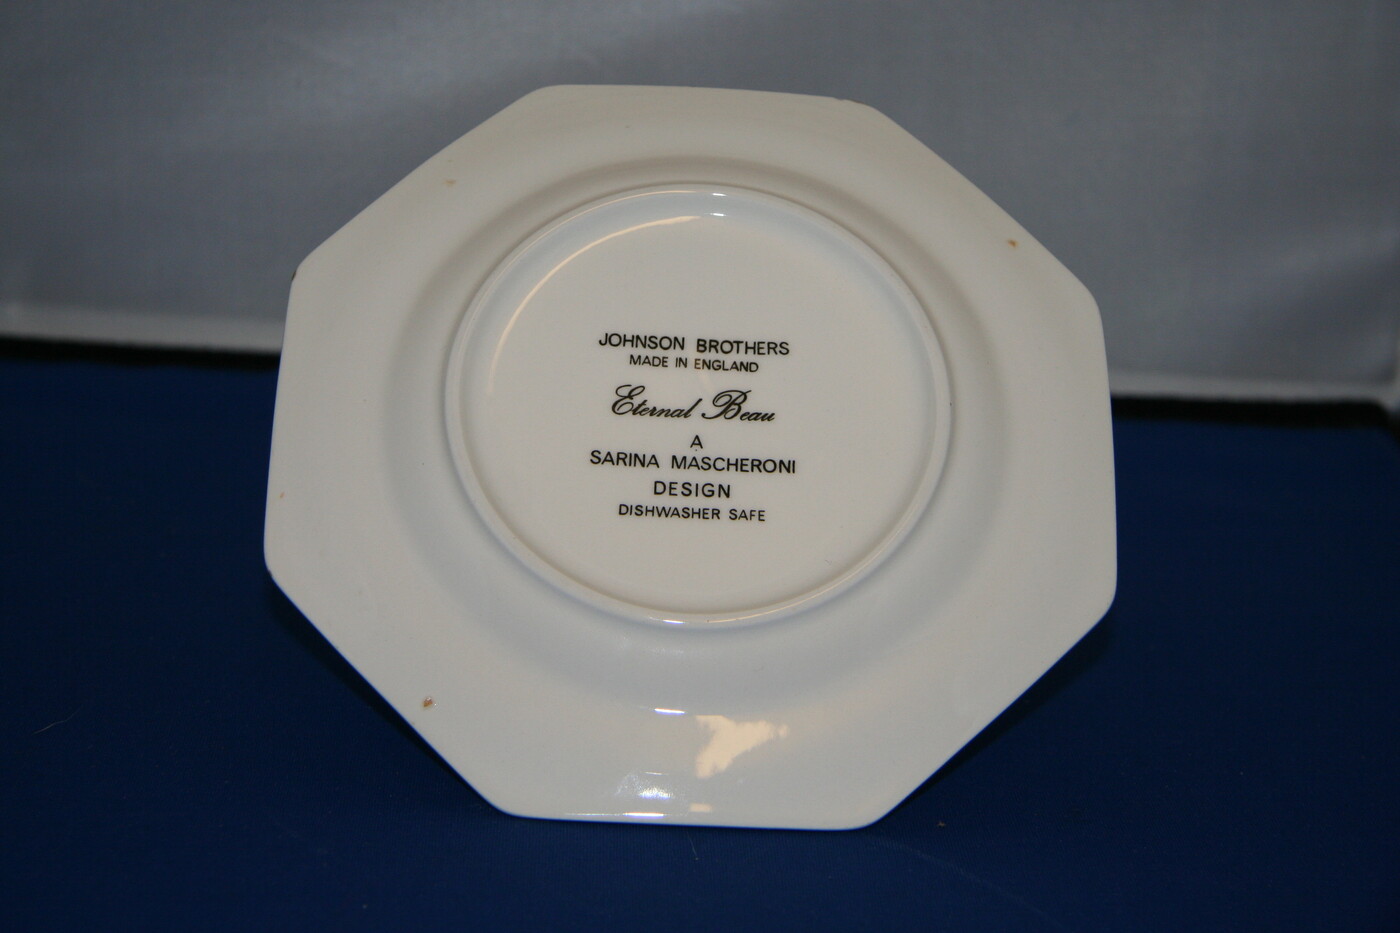 JOHNSON BROTHERS
MADE IN ENGLAND
Eternal Beau
A
SARINA MASCHERONI
DESIGN
DISHWASHER SAFE